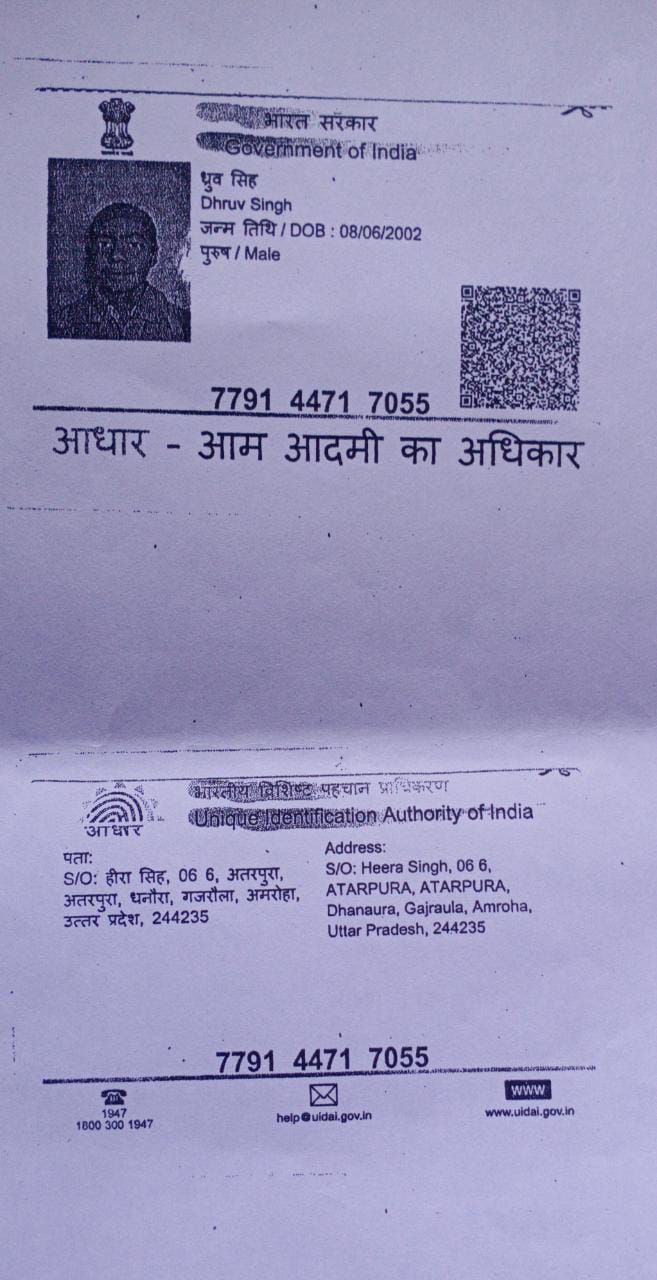 भारत सरकार
Government of India
ध्रुव सिंह
Dhruv Singh
जन्म तिथि / DOB : 08/06/2002
पुरुष / Male
7791 4471 7055
आधार - आम आदमी का अधिकार
भारतीय विशिष्ट पहचान प्राधिकरण
Unique Identification Authority of India
आधार
पता:
S/O: हीरा सिंह, 06 6, अतरपुरा,
अतरपुरा, धनौरा, गजरौला, अमरोहा,
उत्तर प्रदेश, 244235
Address:
S/O: Heera Singh, 06 6,
ATARPURA, ATARPURA,
Dhanaura, Gajraula, Amroha,
Uttar Pradesh, 244235
7791 4471 7055
1947
1800 300 1947
help@uidai.gov.in
WWW
www.uidai.gov.in